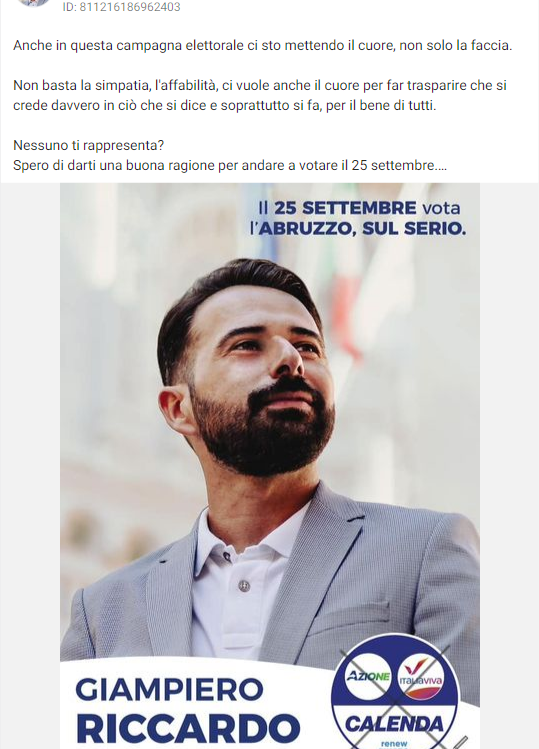 ID: 811216186962403
Anche in questa campagna elettorale ci sto mettendo il cuore, non solo la faccia.
Non basta la simpatia, l'affabilità, ci vuole anche il cuore per far trasparire che si
crede davvero in ciò che si dice e soprattutto si fa, per il bene di tutti.
Nessuno ti rappresenta?
Spero di darti una buona ragione per andare a votare il 25 settembre....
Il 25 SETTEMBRE vota
l'ABRUZZO, SUL SERIO.
GIAMPIERO
RICCARDO
AZIONE
ITALIAVIVA
CALENDA
renew